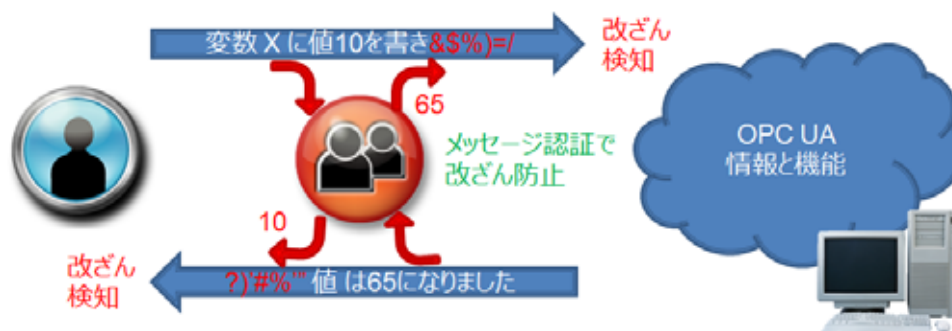 変数 X に値10を書き&$%)=/
改ざん
検知
65
メッセージ認証で
改ざん防止
OPC UA
情報と機能
10
改ざん
検知
?)'#%'" 値 は65になりました